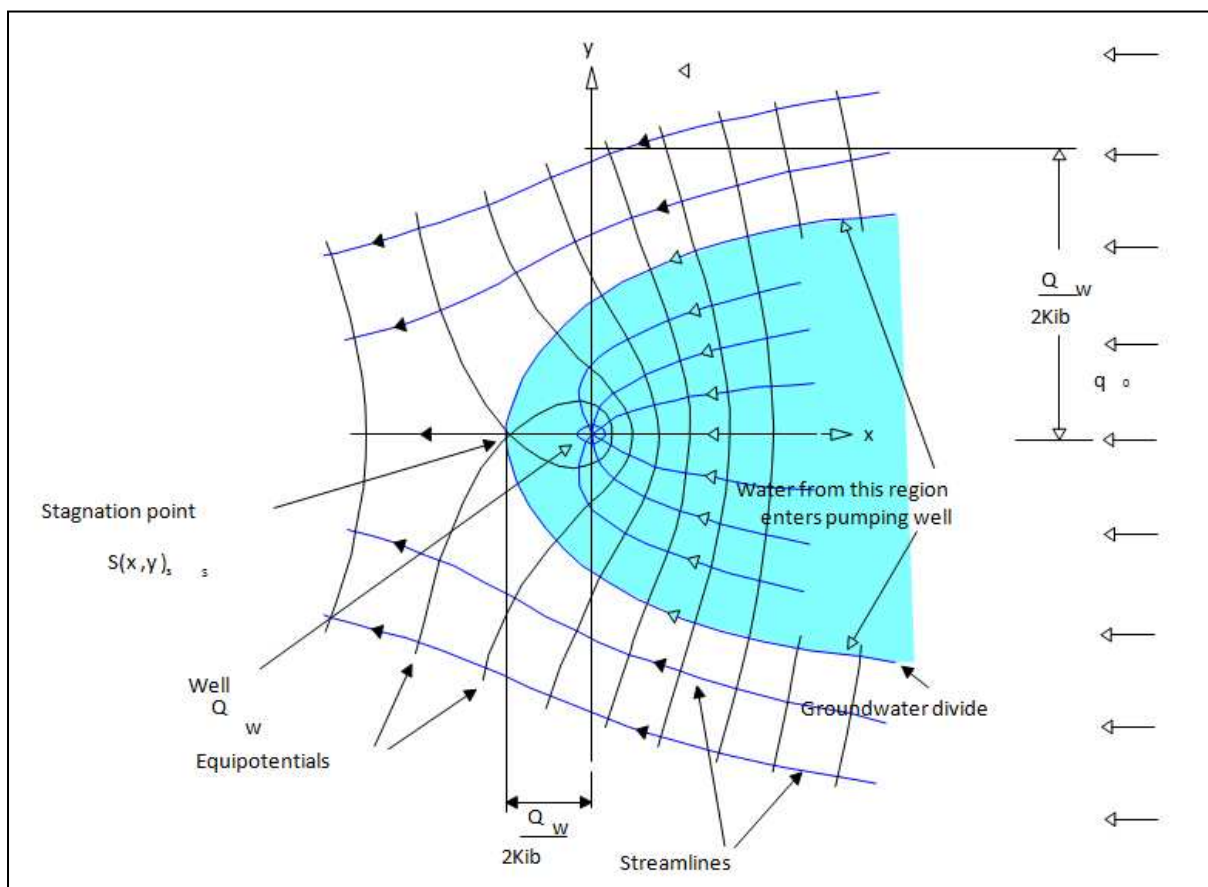 y
Q w
2Kib
q o
x
Water from this region
enters pumping well
Stagnation point
S(x,y)s s
Well
Q
w
Groundwater divide
Equipotentials
Q w
2Kib
Streamlines